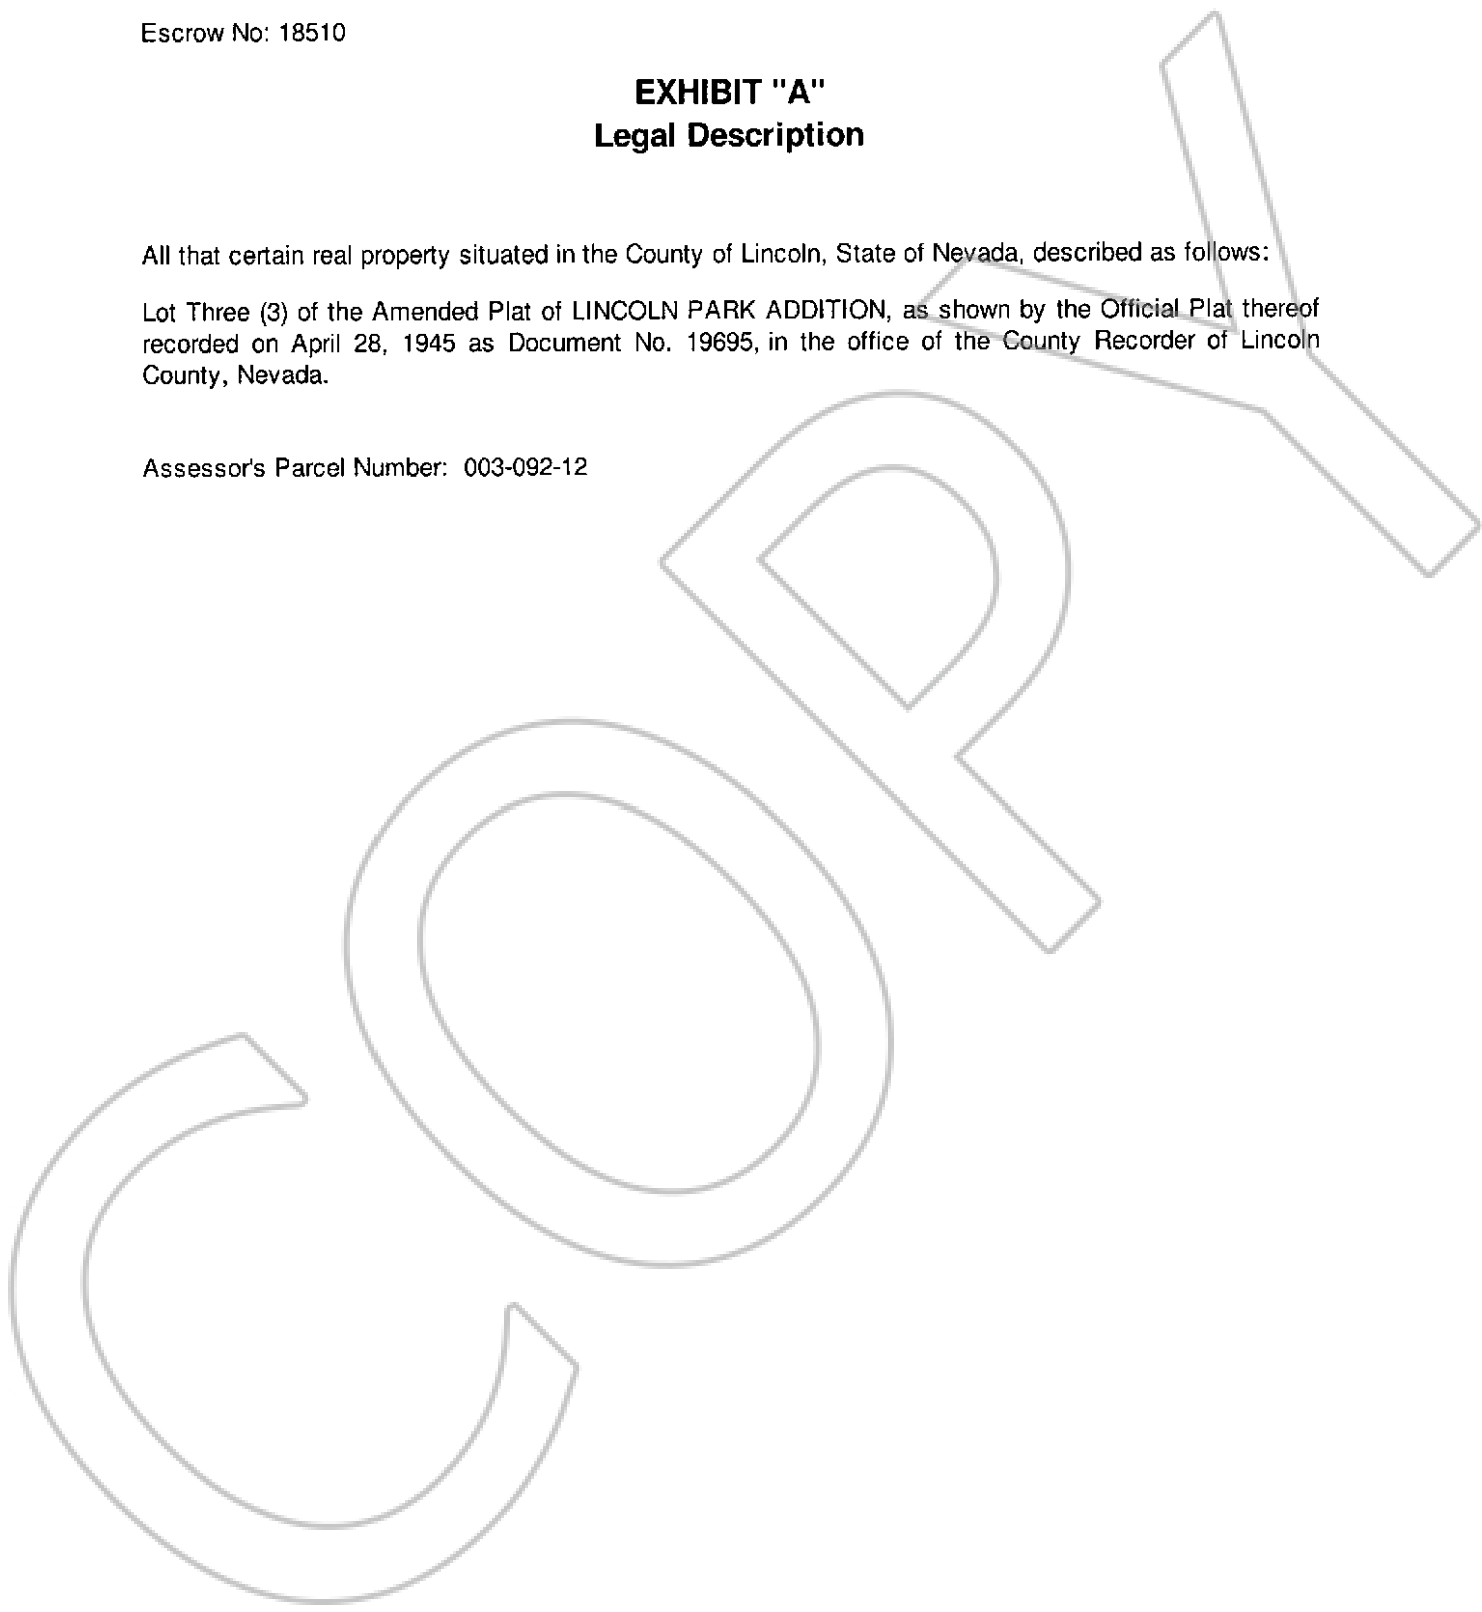 Escrow No: 18510
EXHIBIT "A"
Legal Description
All that certain real property situated in the County of Lincoln, State of Nevada, described as follows:
Lot Three (3) of the Amended Plat of LINCOLN PARK ADDITION, as shown by the Official Plat thereof
recorded on April 28, 1945 as Document No. 19695, in the office of the County Recorder of Lincoln
County, Nevada.
Assessor's Parcel Number: 003-092-12
COPY